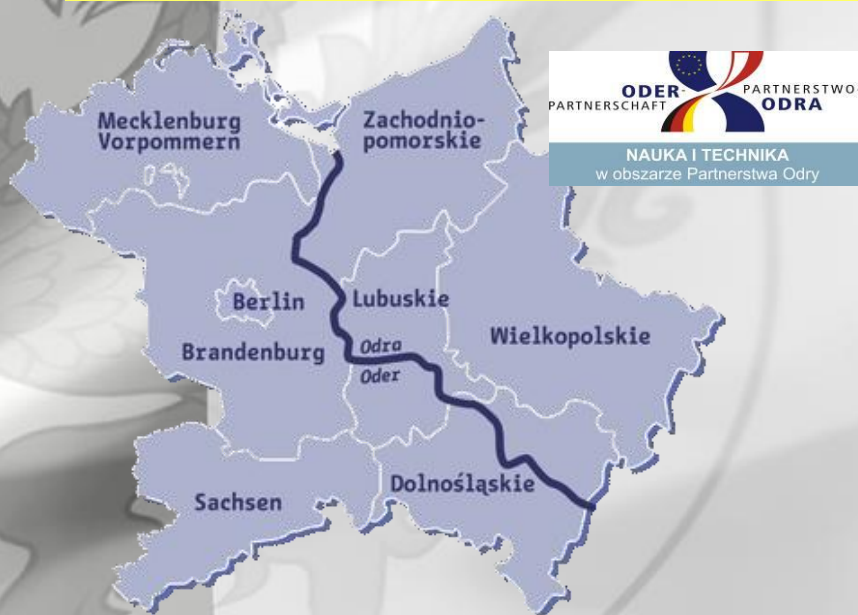 Mecklenburg
Vorpommern
Zachodnio-
pomorskie
ODER-
PARTNERSCHAFT
PARTNERSTWO
ODRA
NAUKA I TECHNIKA
w obszarze Partnerstwa Odry
Berlin
Lubuskie
Brandenburg
Odra
Oder
Wielkopolskie
Sachsen
Dolnośląskie